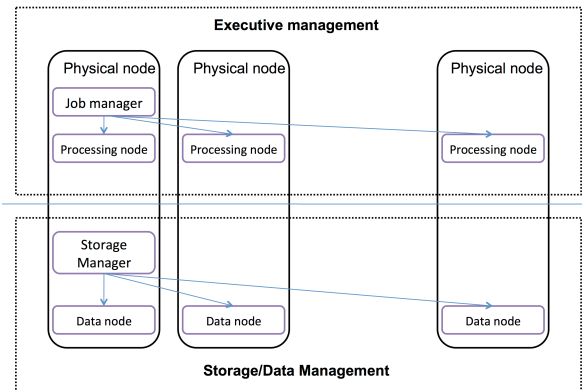 Executive management
Physical node
Physical node
Physical node
Job manager
Processing node
Processing node
Processing node
Storage
Manager
Data node
Data node
Data node
Storage/Data Management